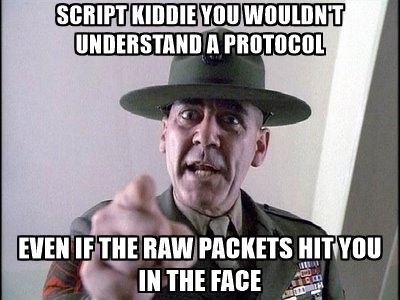 SCRIPT KIDDIE YOU WOULDN'T
UNDERSTAND A PROTOCOL
EVEN IF THE RAW PACKETS HIT YOU
IN THE FACE